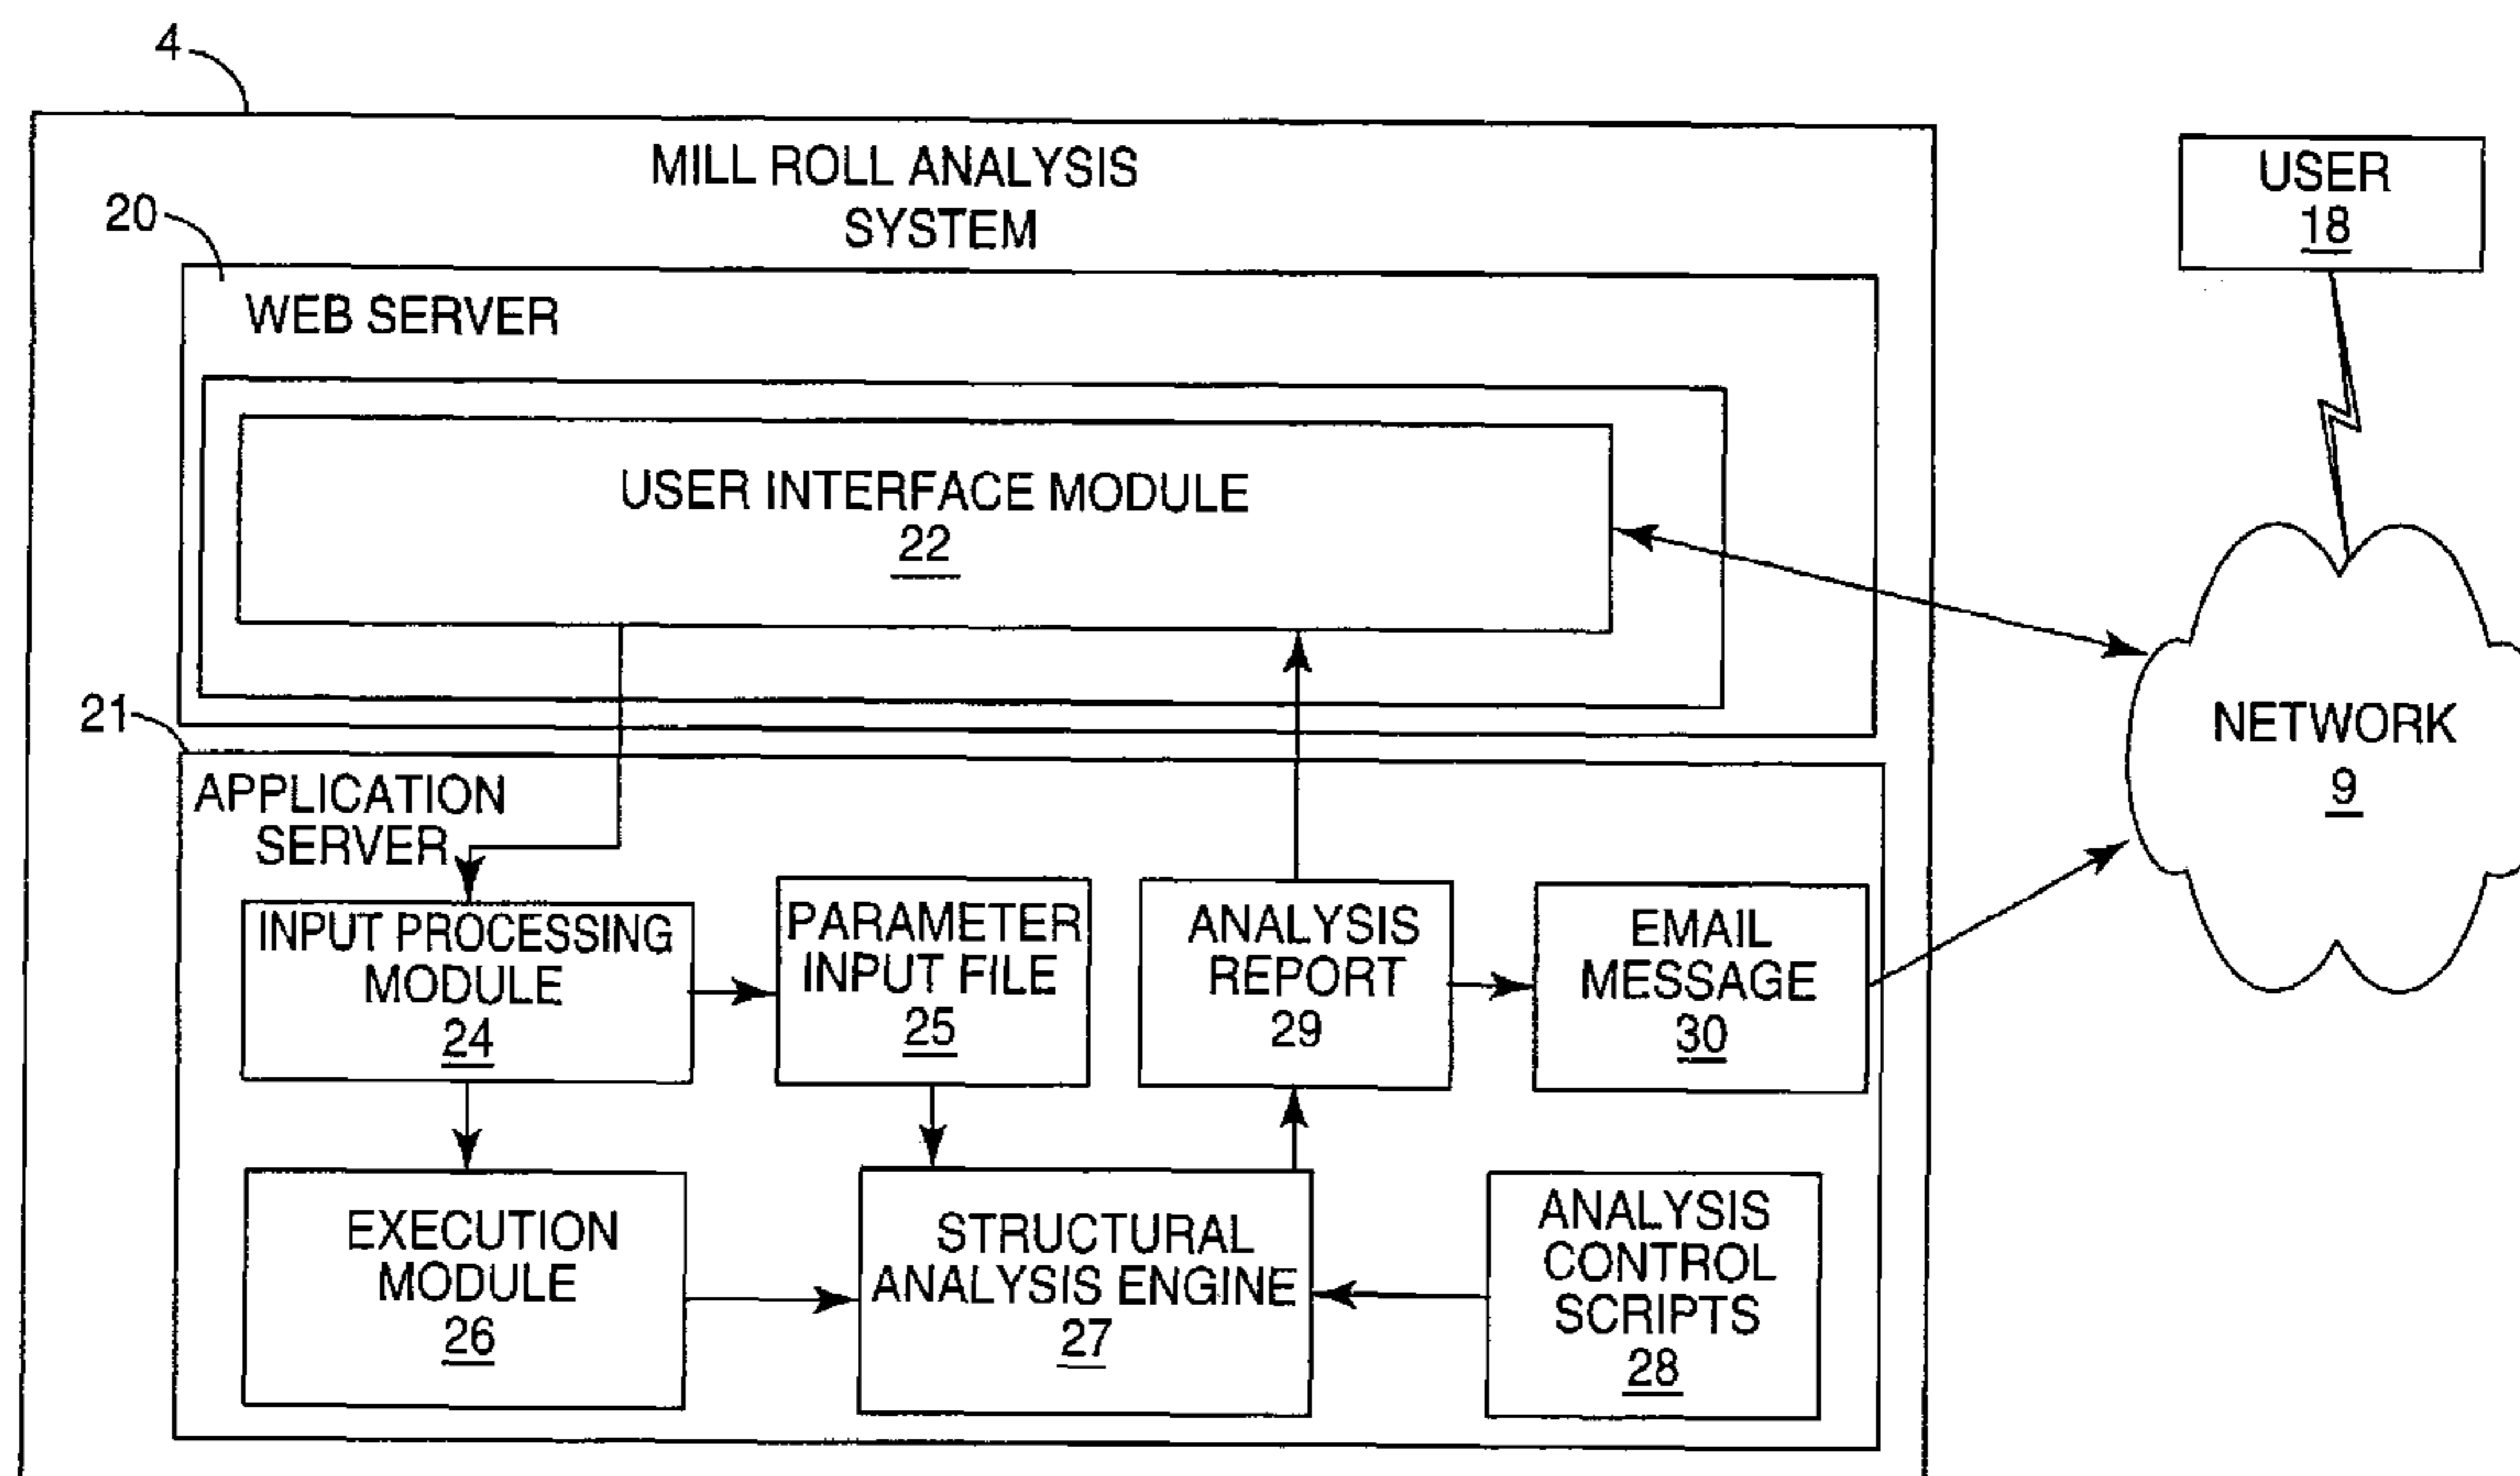 4
MILL ROLL ANALYSIS
SYSTEM
USER
18
20
WEB SERVER
USER INTERFACE MODULE
22
21
NETWORK
9
APPLICATION
SERVER
INPUT PROCESSING
MODULE
24
PARAMETER
INPUT FILE
25
ANALYSIS
REPORT
29
EMAIL
MESSAGE
30
EXECUTION
MODULE
26
STRUCTURAL
ANALYSIS ENGINE
27
ANALYSIS
CONTROL
SCRIPTS
28